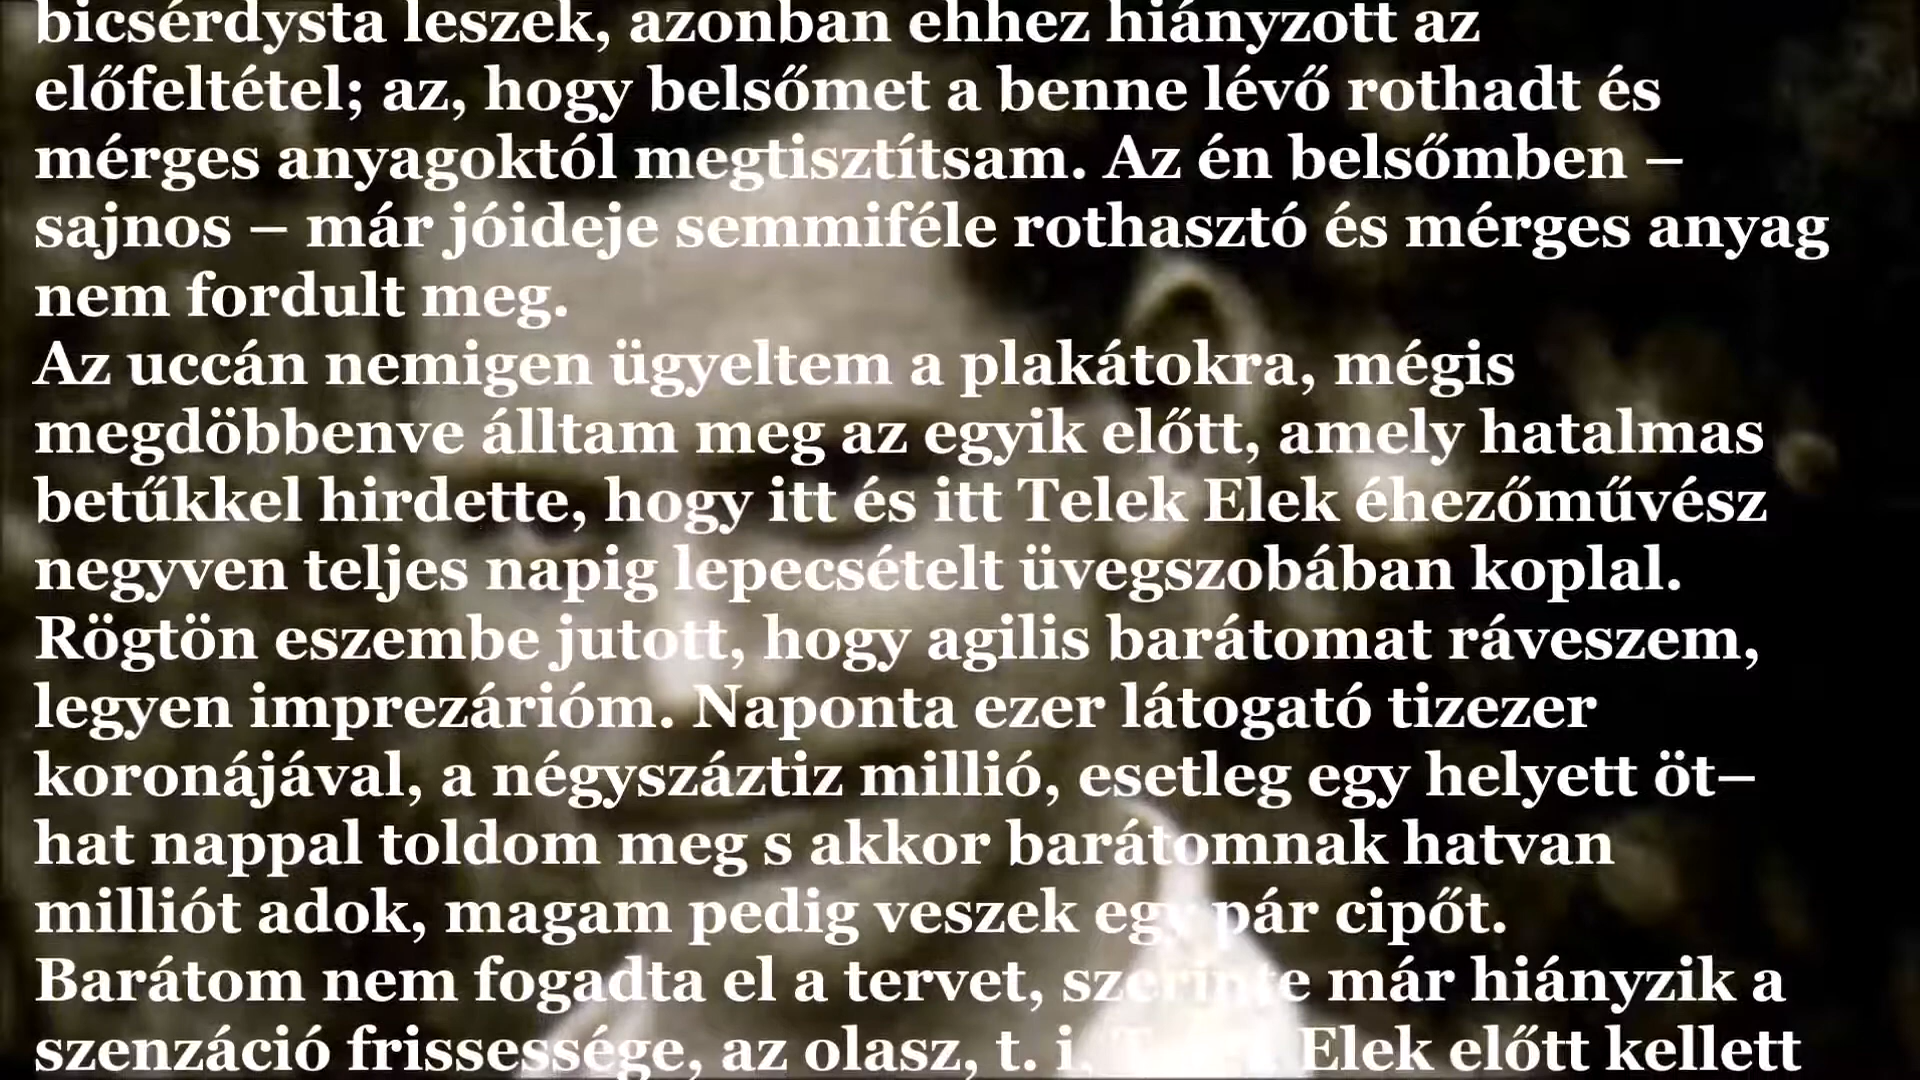 bicsérdysta leszek, azonban ehhez hiányzott az
előfeltétel; az, hogy belsőmet a benne lévő rothadt és
mérges anyagoktól megtisztítsam. Az én belsőmben –
sajnos – már jóideje semmiféle rothasztó és mérges anyag
nem fordult meg.
Az uccán nemigen ügyeltem a plakátokra, mégis
megdöbbenve álltam meg az egyik előtt, amely hatalmas
betűkkel hirdette, hogy itt és itt Telek Elek éhezőművész
negyven teljes napig lepecsételt üvegszobában koplal.
Rögtön eszembe jutott, hogy agilis barátomat ráveszem,
legyen imprezárióm. Naponta ezer látogató tizezer
koronájával, a négyszáztiz millió, esetleg egy helyett öt–
hat nappal toldom meg s akkor barátomnak hatvan
milliót adok, magam pedig veszek egy pár cipőt.
Barátom nem fogadta el a tervet, szerinte már hiányzik a
szenzáció frissessége, az olasz, t. i. Elek előtt kellett